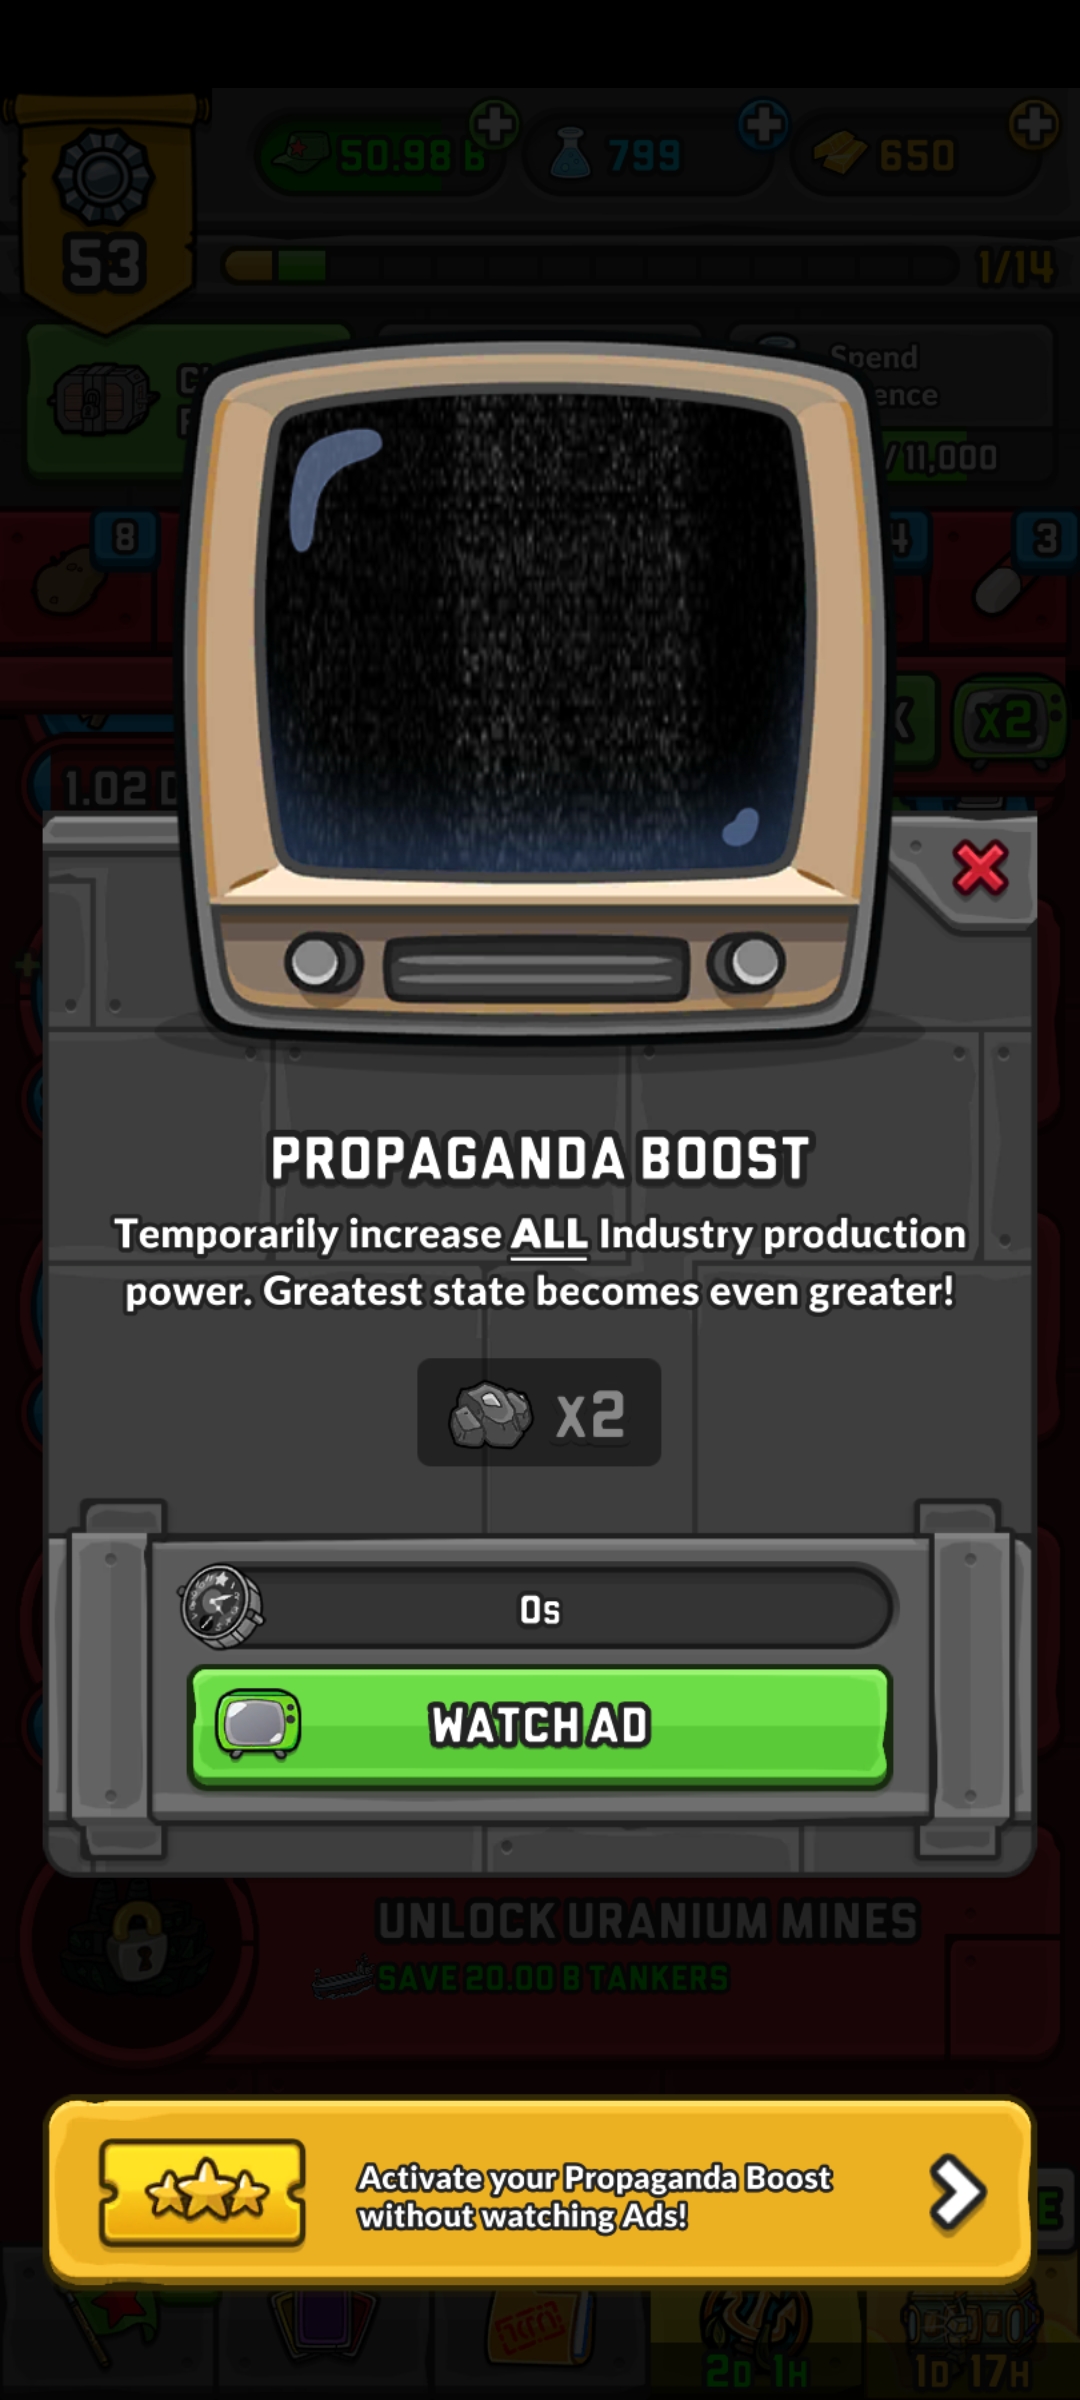 50.98 B
799
650
53
1/14
Spend
ence
/11,000
8
4
3
x2
1.02
PROPAGANDA BOOST
Temporarily increase ALL Industry production
power. Greatest state becomes even greater!
x2
0s
WATCH AD
UNLOCK URANIUM MINES
SAVE 20.00 B TANKERS
Activate your Propaganda Boost
without watching Ads!
E
2D 1H
1D 17H